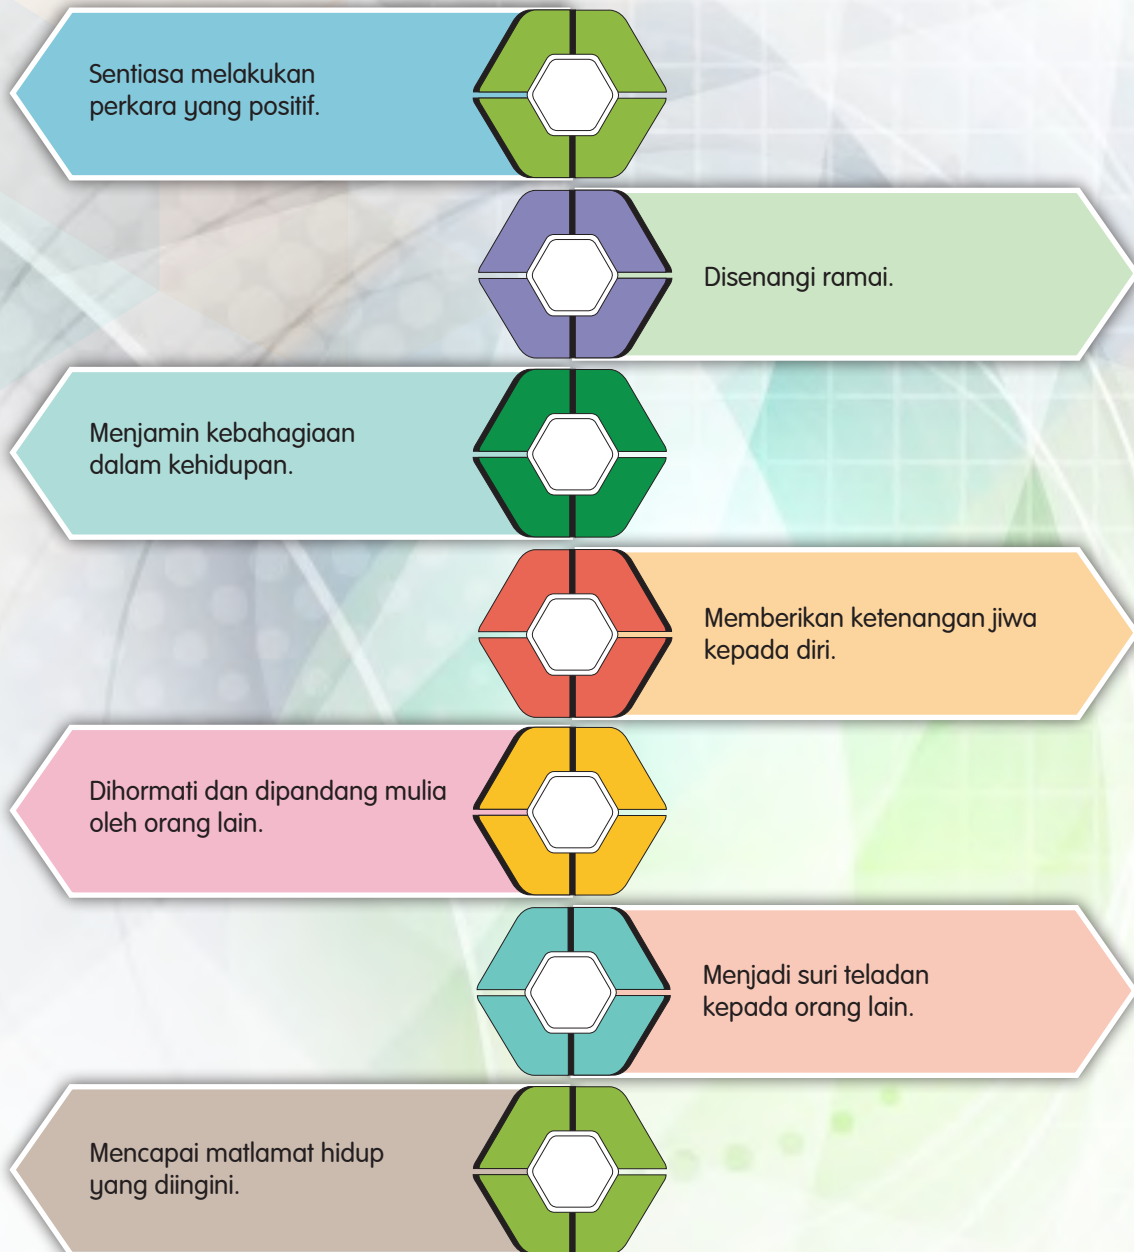 Sentiasa melakukan
perkara yang positif.
Disenangi ramai.
Menjamin kebahagiaan
dalam kehidupan.
Memberikan ketenangan jiwa
kepada diri.
Dihormati dan dipandang mulia
oleh orang lain.
Menjadi suri teladan
kepada orang lain.
Mencapai matlamat hidup
yang diingini.